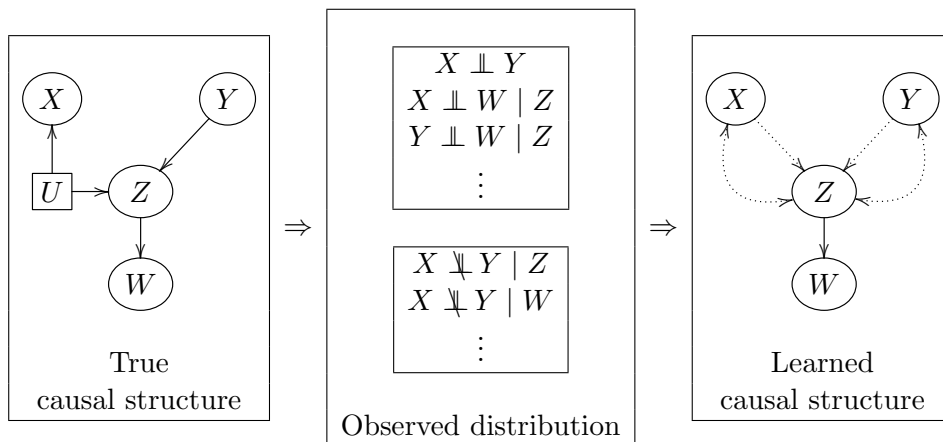 X
Y
U
Z
W
True
causal structure
⇒
X ⫫ Y
X ⫫ W | Z
Y ⫫ W | Z
⋮
X ⫫̸ Y | Z
X ⫫̸ Y | W
⋮
Observed distribution
⇒
X
Y
Z
W
Learned
causal structure